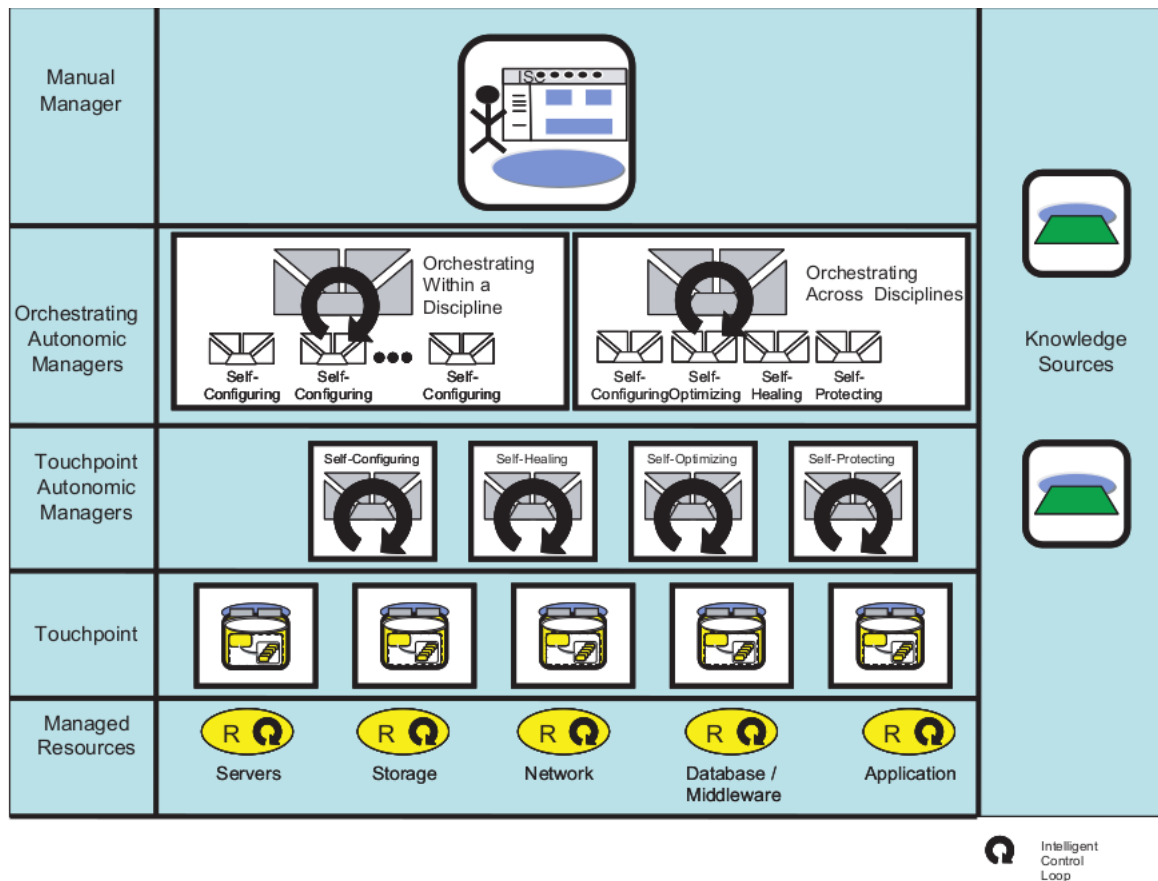 Manual
Manager
ISC
Orchestrating
Autonomic
Managers
Orchestrating
Within a
Discipline
Self-
Configuring
Self-
Configuring
Self-
Configuring
Orchestrating
Across Disciplines
Self-
Configuring
Self-
Optimizing
Self-
Healing
Self-
Protecting
Knowledge
Sources
Touchpoint
Autonomic
Managers
Self-Configuring
Self-Healing
Self-Optimizing
Self-Protecting
Touchpoint
Managed
Resources
R
R
R
R
R
Servers
Storage
Network
Database /
Middleware
Application
Intelligent
Control
Loop